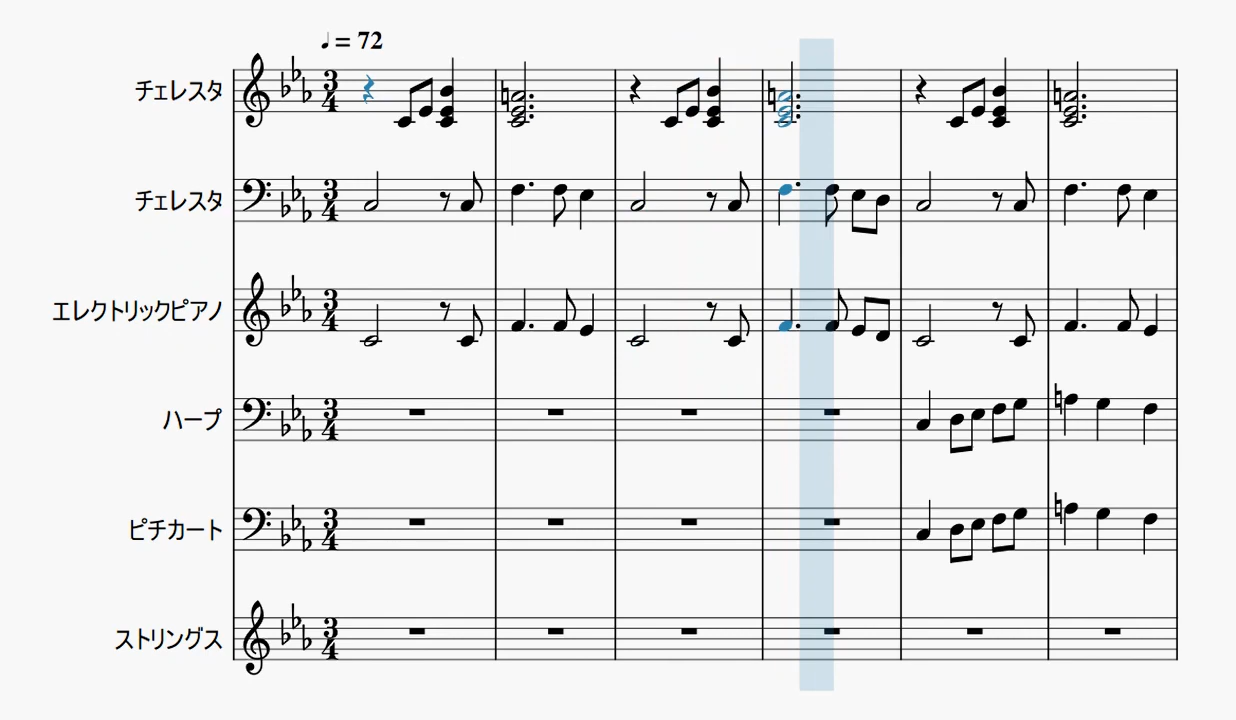 ♩= 72
チェレスタ
チェレスタ
エレクトリックピアノ
ハープ
ピチカート
ストリングス